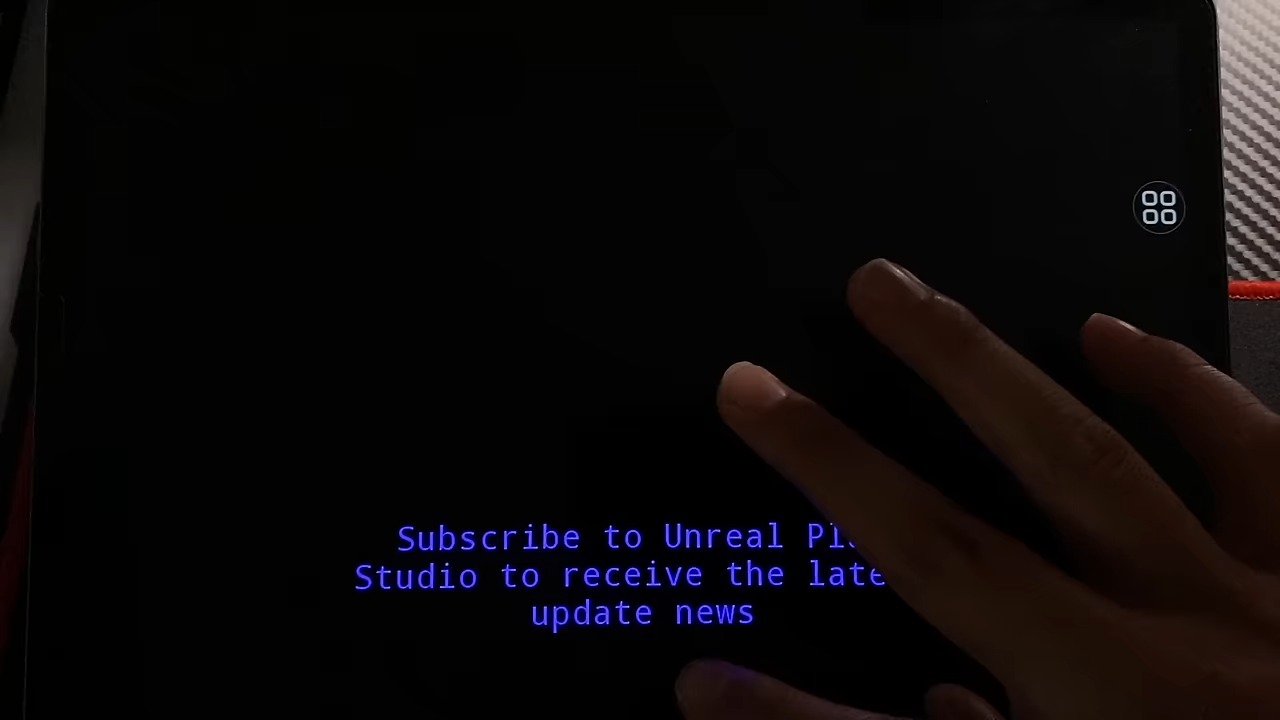 Subscribe to Unreal
Studio to receive the
update news